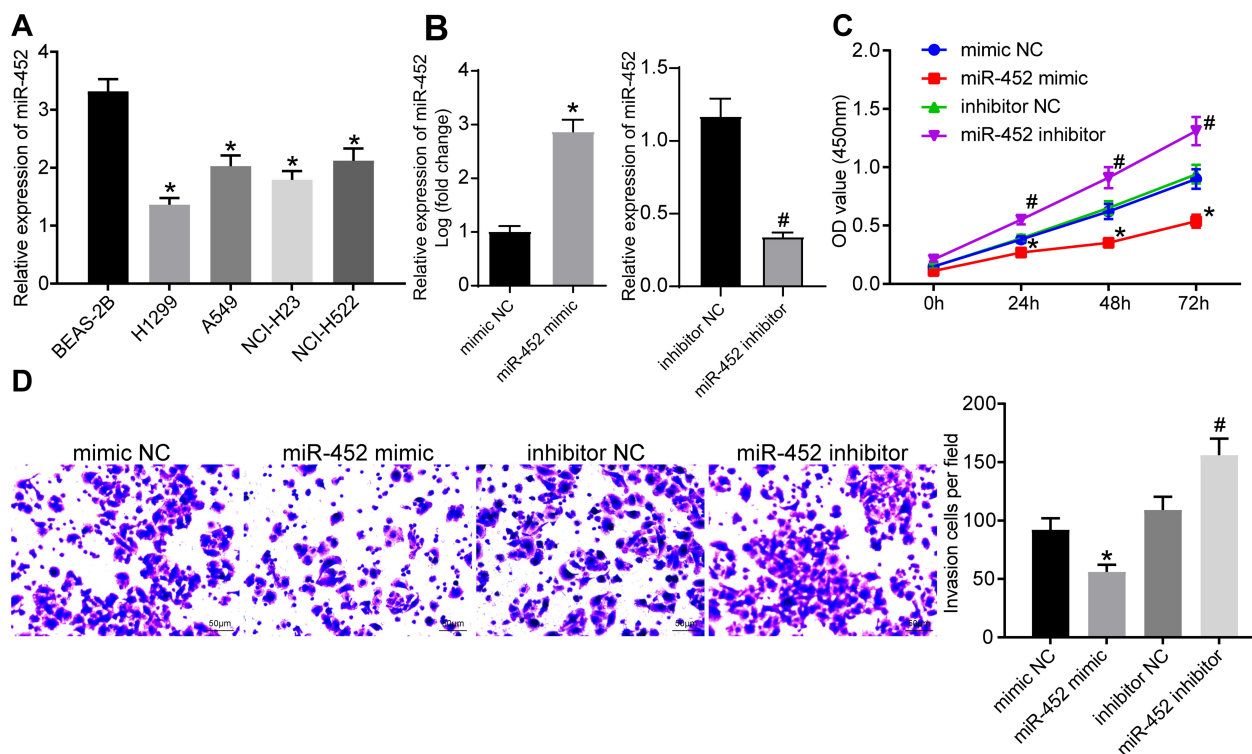 A
Relative expression of miR-452
4
3
2
1
0
BEAS-2B
H1299
A549
NCI-H23
NCI-H522
*
*
*
*
B
Relative expression of miR-452
Log (fold change)
4
3
2
1
0
mimic NC
miR-452 mimic
*
Relative expression of miR-452
1.5
1.0
0.5
0.0
inhibitor NC
miR-452 inhibitor
#
C
OD value (450nm)
2.0
1.5
1.0
0.5
0.0
0h
24h
48h
72h
mimic NC
miR-452 mimic
inhibitor NC
miR-452 inhibitor
#
#
#
*
*
*
D
mimic NC
miR-452 mimic
inhibitor NC
miR-452 inhibitor
50μm
50μm
50μm
50μm
Invasion cells per field
200
150
100
50
0
mimic NC
miR-452 mimic
inhibitor NC
miR-452 inhibitor
*
#